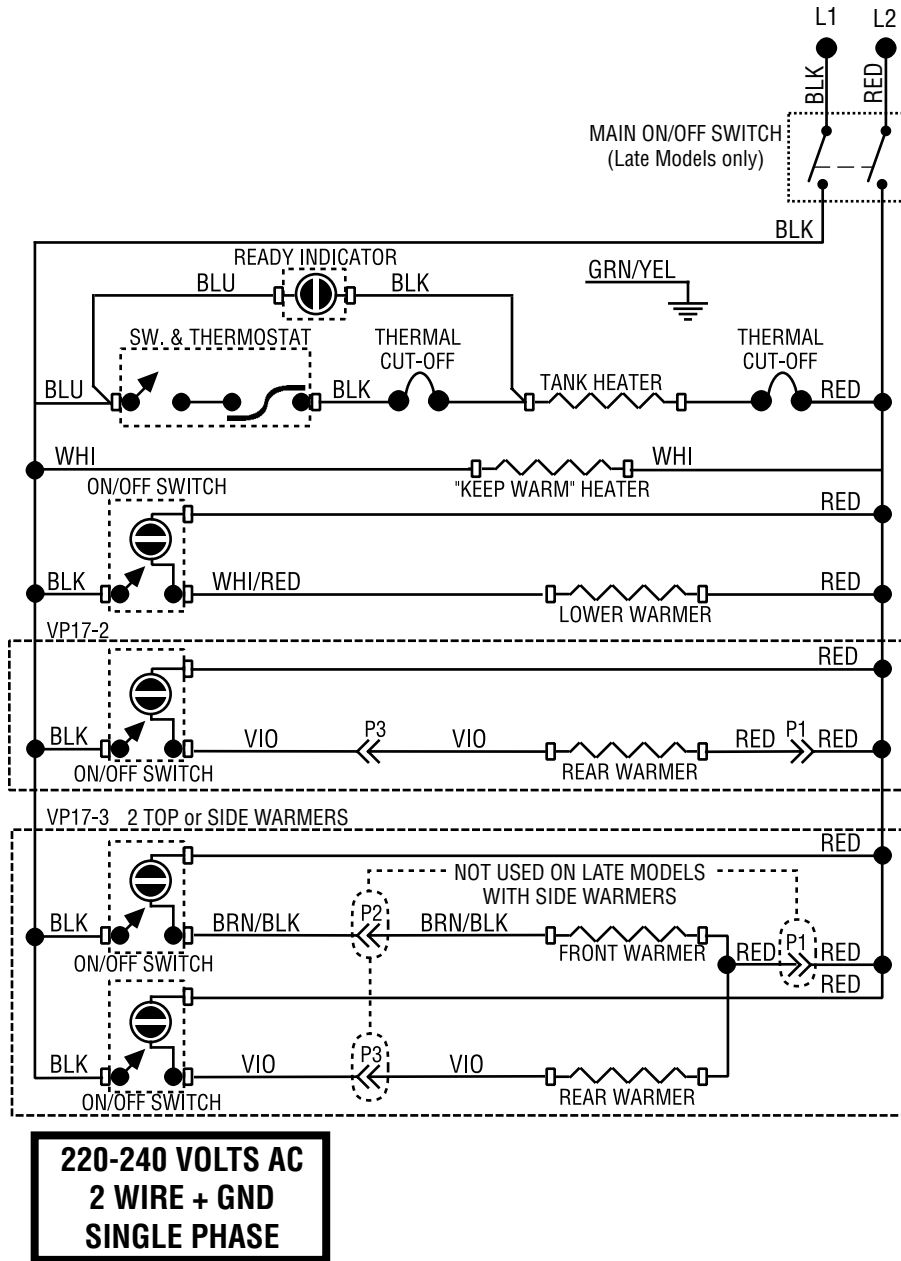 L1 L2
BLK RED
MAIN ON/OFF SWITCH
(Late Models only)
BLK
READY INDICATOR
BLU BLK
GRN/YEL
SW. & THERMOSTAT
THERMAL
CUT-OFF
THERMAL
CUT-OFF
BLU BLK TANK HEATER RED
WHI WHI
"KEEP WARM" HEATER
ON/OFF SWITCH
RED
BLK WHI/RED RED
LOWER WARMER
VP17-2
RED
BLK VIO P3 VIO RED P1 RED
ON/OFF SWITCH REAR WARMER
VP17-3 2 TOP or SIDE WARMERS
RED
NOT USED ON LATE MODELS
WITH SIDE WARMERS
BLK BRN/BLK P2 BRN/BLK
ON/OFF SWITCH FRONT WARMER RED P1 RED
RED
BLK VIO P3 VIO
ON/OFF SWITCH REAR WARMER
220-240 VOLTS AC
2 WIRE + GND
SINGLE PHASE